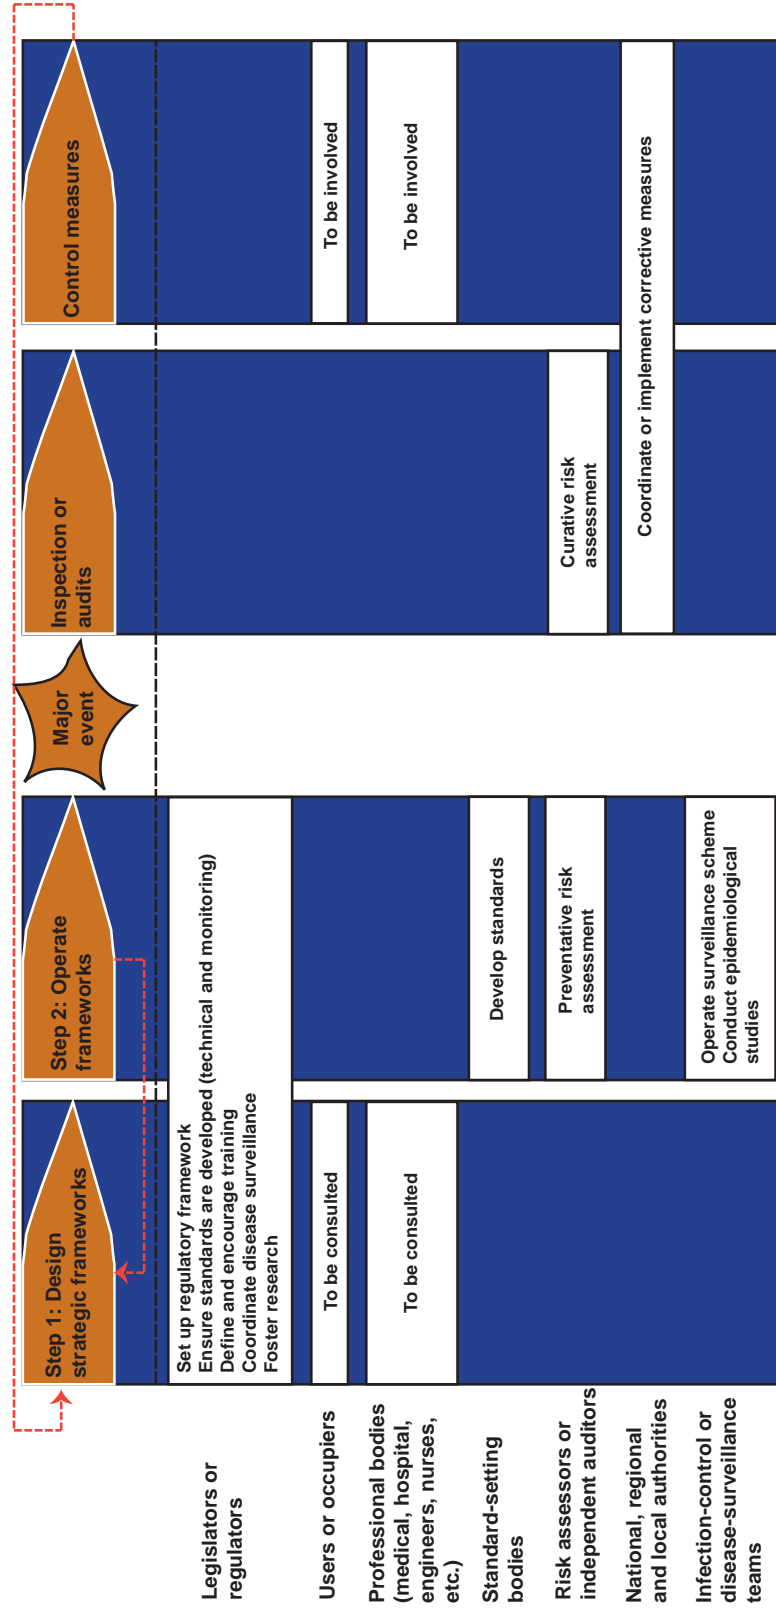 Step 1: Design
strategic frameworks
Step 2: Operate
frameworks
Major
event
Inspection or
audits
Control measures
Legislators or
regulators
Set up regulatory framework
Ensure standards are developed (technical and monitoring)
Define and encourage training
Coordinate disease surveillance
Foster research
Users or occupiers
To be consulted
To be involved
Professional bodies
(medical, hospital,
engineers, nurses,
etc.)
To be consulted
To be involved
Standard-setting
bodies
Develop standards
Risk assessors or
independent auditors
Preventative risk
assessment
Curative risk
assessment
National, regional
and local authorities
Coordinate or implement corrective measures
Infection-control or
disease-surveillance
teams
Operate surveillance scheme
Conduct epidemiological
studies